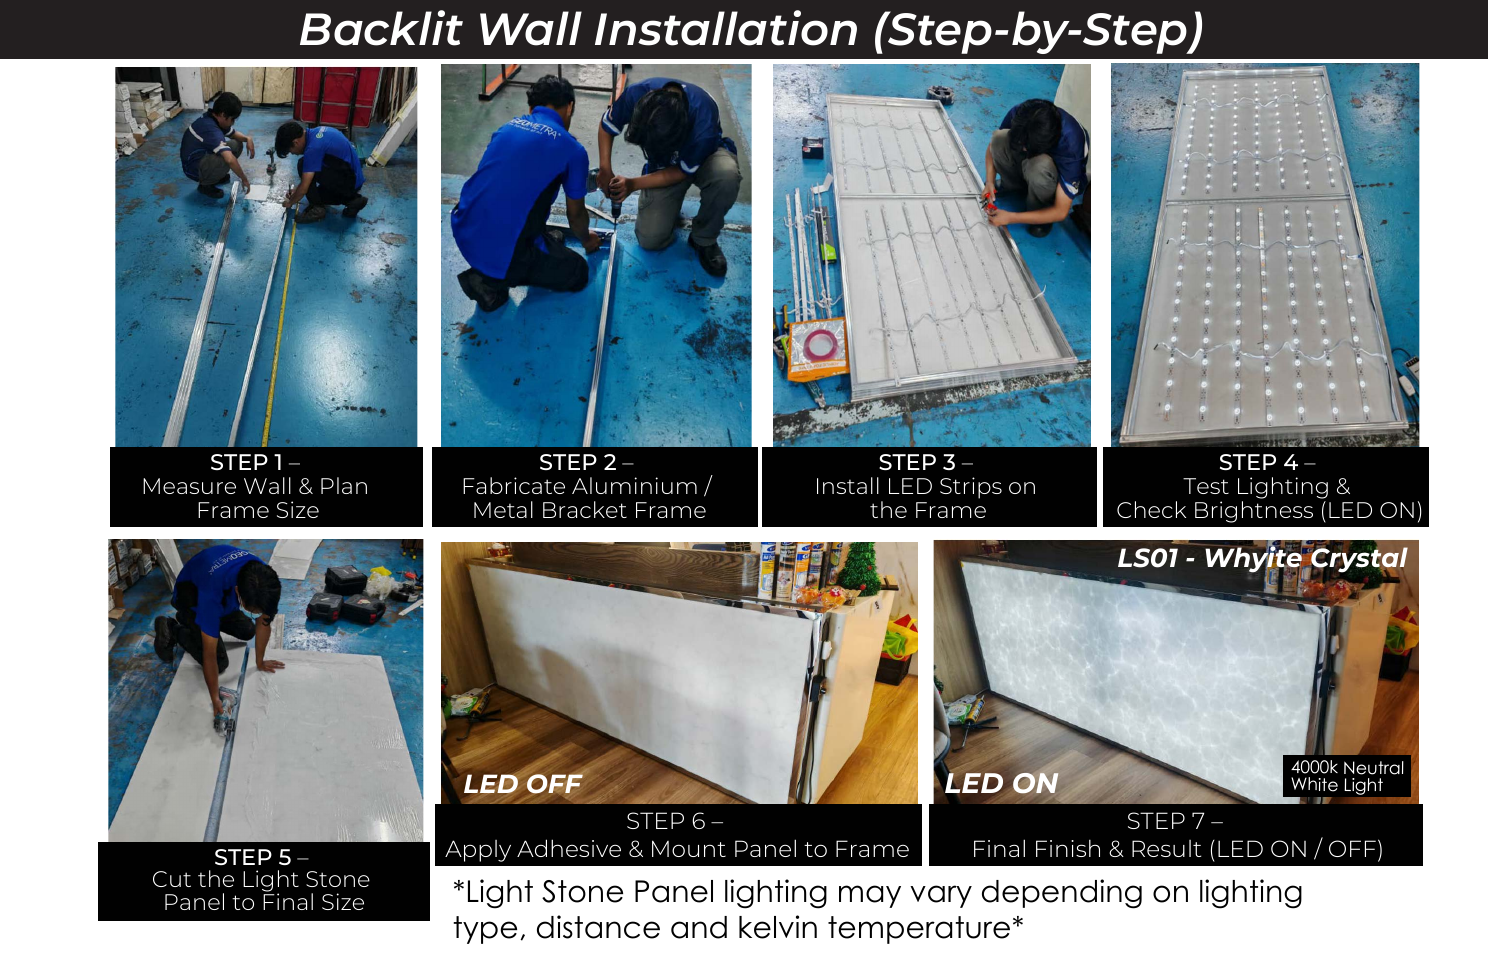 Backlit Wall Installation (Step-by-Step)
GEOMETRA
STEP 1 –
Measure Wall & Plan
Frame Size
STEP 2 –
Fabricate Aluminium /
Metal Bracket Frame
STEP 3 –
Install LED Strips on
the Frame
STEP 4 –
Test Lighting &
Check Brightness (LED ON)
GEOMETRA
STEP 5 –
Cut the Light Stone
Panel to Final Size
LED OFF
STEP 6 –
Apply Adhesive & Mount Panel to Frame
LS01 - Whyite Crystal
LED ON
4000k Neutral
White Light
STEP 7 –
Final Finish & Result (LED ON / OFF)
*Light Stone Panel lighting may vary depending on lighting
type, distance and kelvin temperature*